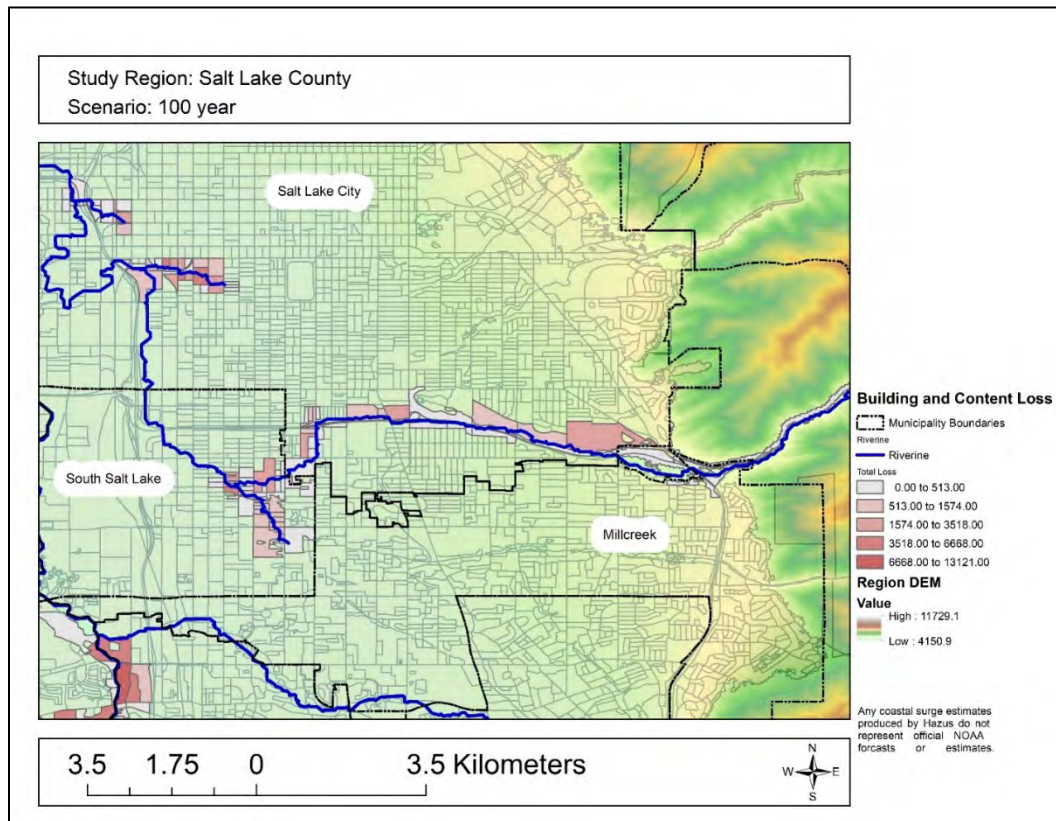 Study Region: Salt Lake County
Scenario: 100 year
Salt Lake City
South Salt Lake
Millcreek
Building and Content Loss
Municipality Boundaries
Riverine
Riverine
Total Loss
0.00 to 513.00
513.00 to 1574.00
1574.00 to 3518.00
3518.00 to 6668.00
6668.00 to 13121.00
Region DEM
Value
High : 11729.1
Low : 4150.9
Any coastal surge estimates
produced by Hazus do not
represent official NOAA
forcasts or estimates.
3.5 1.75 0 3.5 Kilometers
N
W E
S